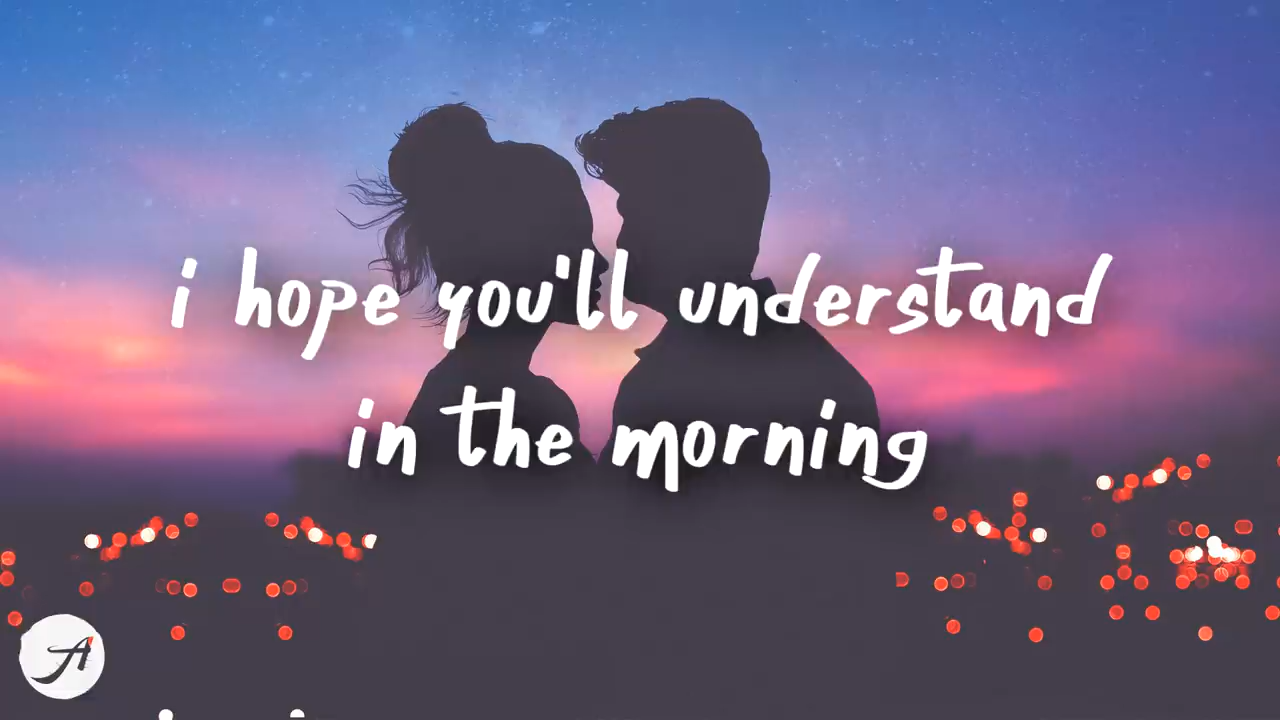 i hope you'll understand
in the morning
A